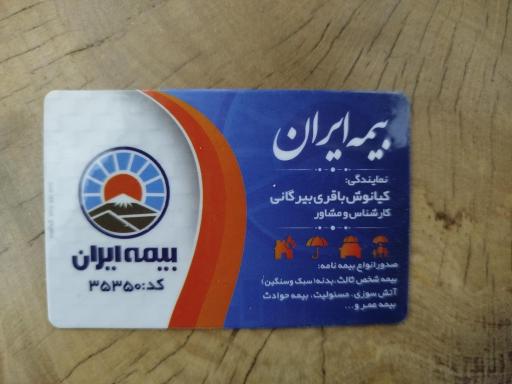 بیمه ایران
نمایندگی:
کیانوش باقری بیرگانی
کارشناس و مشاور
صدور انواع بیمه نامه:
بیمه شخص ثالث، بدنه (سبک وسنگین)
آتش سوزی، مسئولیت، بیمه حوادث
بیمه عمر و...
بیمه ایران
کد: ۳۵۳۵۰